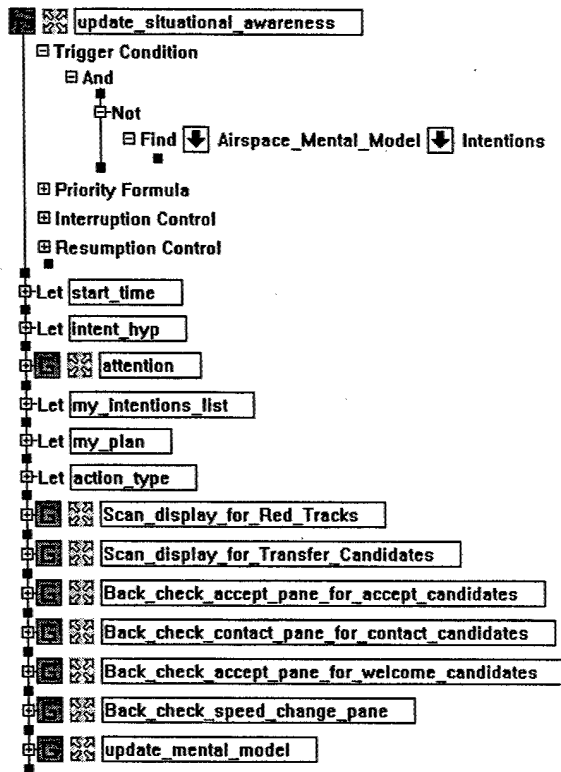 update_situational_awareness
Trigger Condition
And
Not
Find Airspace_Mental_Model Intentions
Priority Formula
Interruption Control
Resumption Control
Let start_time
Let intent_hyp
G attention
Let my_intentions_list
Let my_plan
Let action_type
G Scan_display_for_Red_Tracks
G Scan_display_for_Transfer_Candidates
G Back_check_accept_pane_for_accept_candidates
G Back_check_contact_pane_for_contact_candidates
G Back_check_accept_pane_for_welcome_candidates
G Back_check_speed_change_pane
G update_mental_model